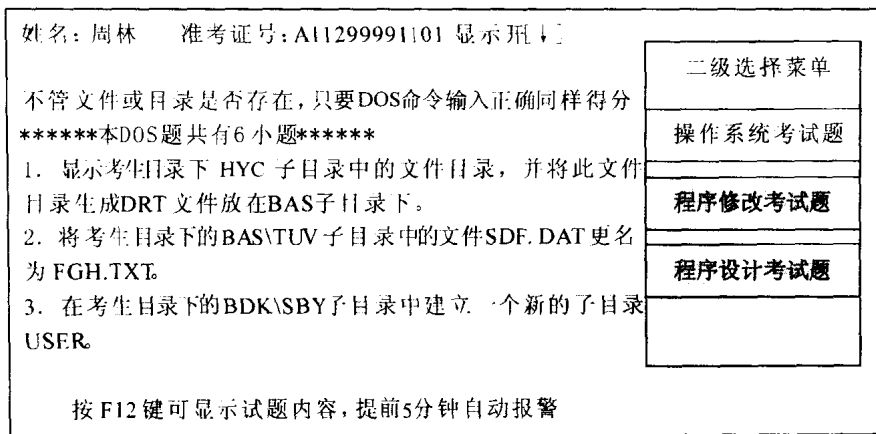 姓名: 周林 准考证号: A111299991101 显示
二级选择菜单
不管文件或目录是否存在, 只要DOS命令输入正确同样得分
******本DOS题共有6小题******
操作系统考试题
1. 显示考生目录下 HYC 子目录中的文件目录, 并将此文件
目录生成DRT 文件放在BAS子目录下。
程序修改考试题
2. 将考生目录下的BAS\TUV子目录中的文件SDF. DAT 更名
为 FGH.TXT。
程序设计考试题
3. 在考生目录下的BDK\SBY子目录中建立一个新的子目录
USER。
按 F12 键可显示试题内容, 提前5分钟自动报警